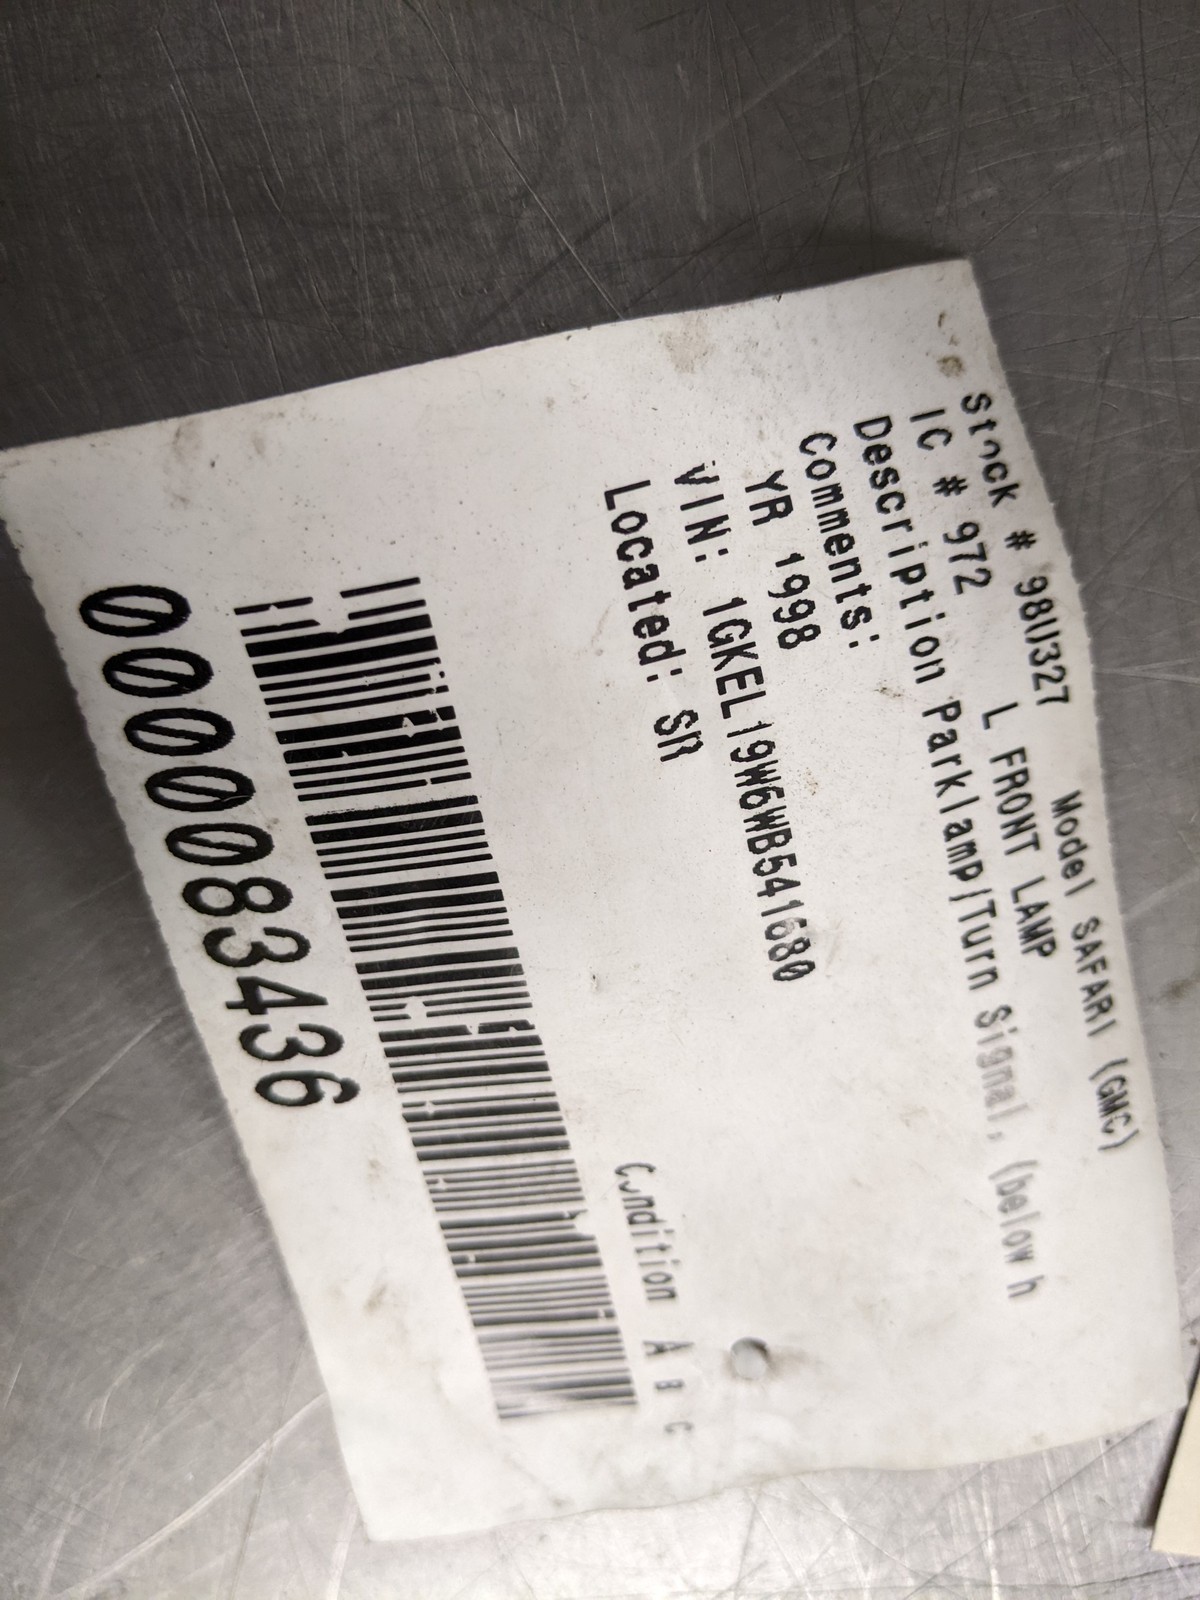 Stock # 98U327 Model SAFARI (GMC)
IC # 972 L FRONT LAMP
Description Parklamp/Turn Signal, (below h
Comments:
YR 1998
VIN: 1GKEL19W6WB541680
Located: SR
Condition A B C
0000083436